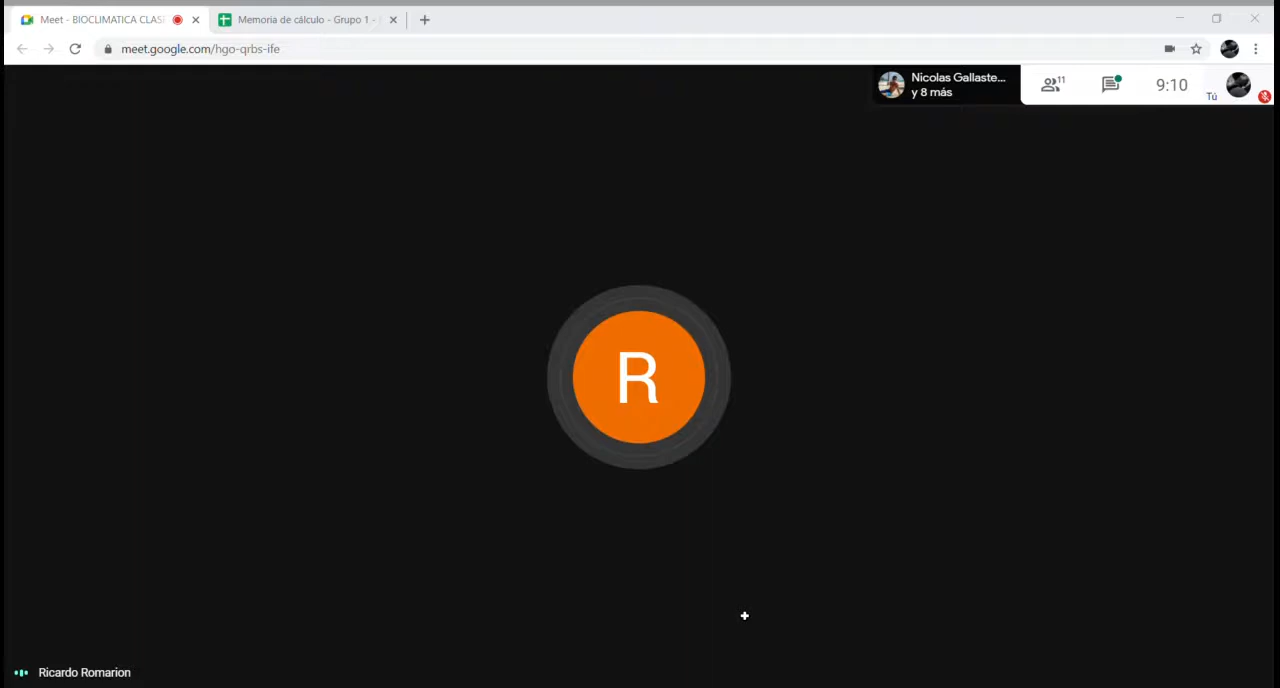 Meet - BIOCLIMATICA CLAS
Memoria de cálculo - Grupo 1 -
meet.google.com/hgo-qrbs-ife
Nicolas Gallaste...
y 8 más
11
9:10
Tú
R
Ricardo Romarion